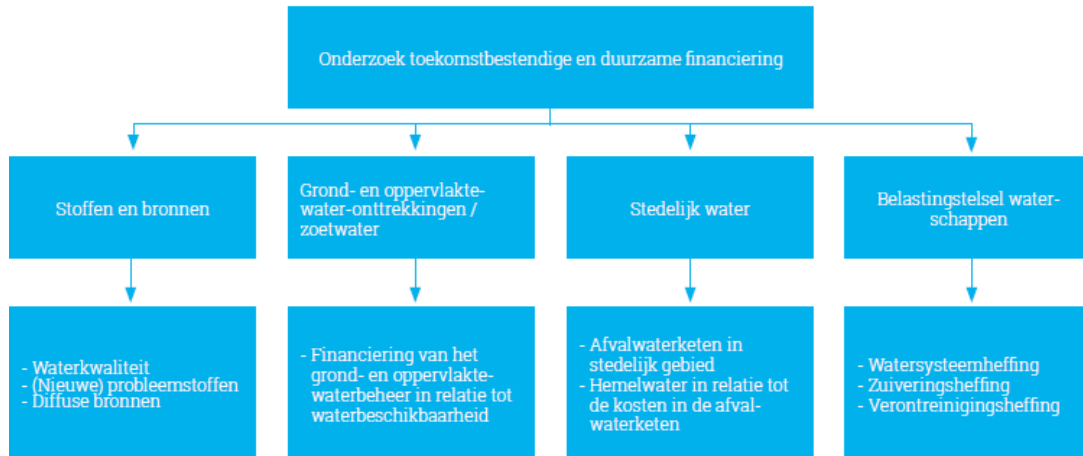 Onderzoek toekomstbestendige en duurzame financiering
Stoffen en bronnen
Grond- en oppervlakte-
water-onttrekkingen /
zoetwater
Stedelijk water
Belastingstelsel water-
schappen
- Waterkwaliteit
- (Nieuwe) probleemstoffen
- Diffuse bronnen
- Financiering van het
grond- en oppervlakte-
waterbeheer in relatie tot
waterbeschikbaarheid
- Afvalwaterketen in
stedelijk gebied
- Hemelwater in relatie tot
de kosten in de afval-
waterketen
- Watersysteemheffing
- Zuiveringsheffing
- Verontreinigingsheffing